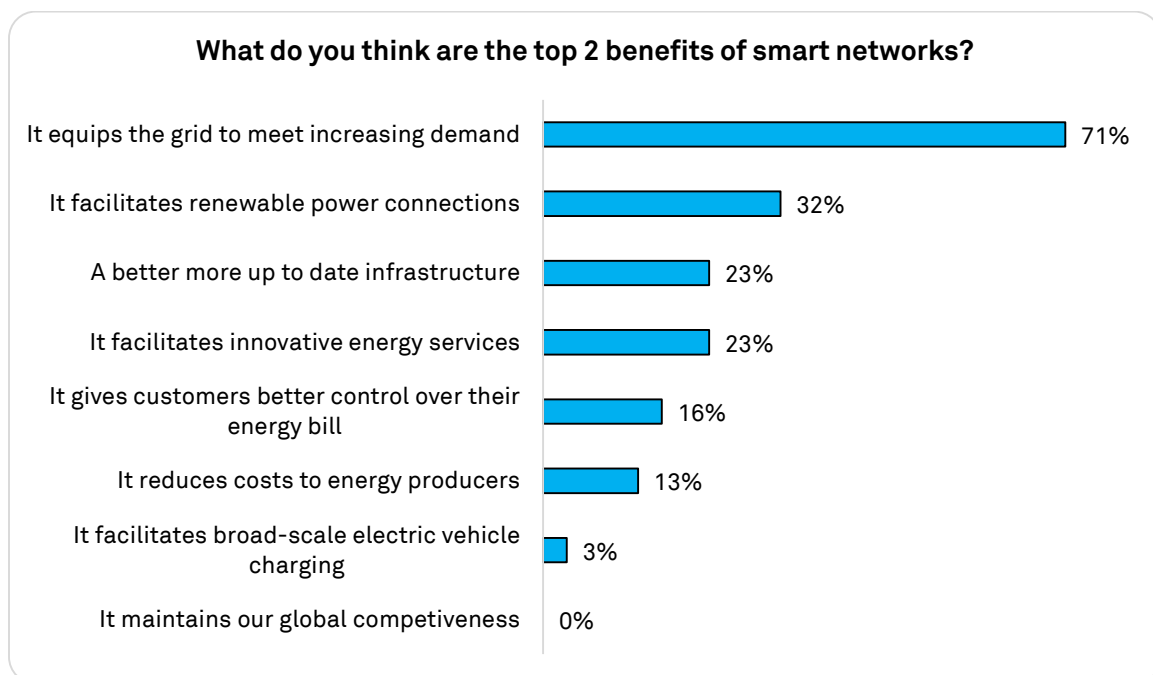 What do you think are the top 2 benefits of smart networks?
It equips the grid to meet increasing demand
71%
It facilitates renewable power connections
32%
A better more up to date infrastructure
23%
It facilitates innovative energy services
23%
It gives customers better control over their
energy bill
16%
It reduces costs to energy producers
13%
It facilitates broad-scale electric vehicle
charging
3%
It maintains our global competiveness
0%